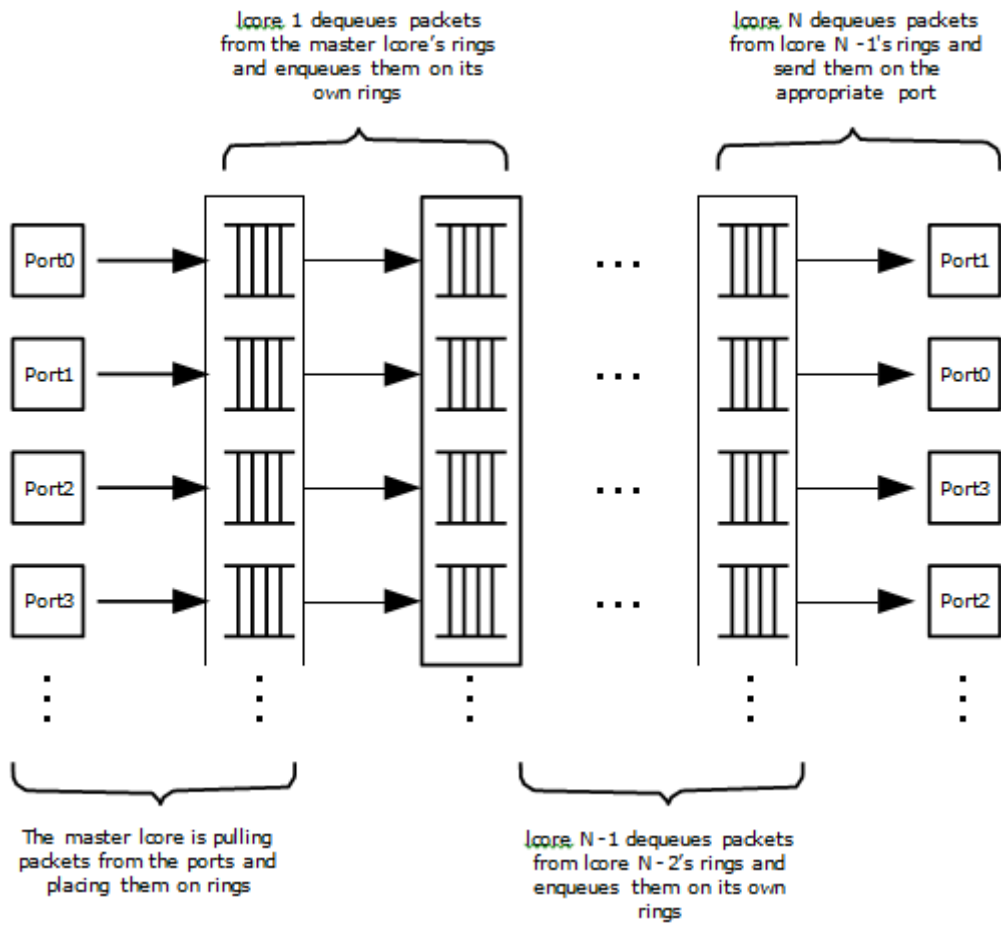 lcore 1 dequeues packets
from the master lcore's rings
and enqueues them on its
own rings
lcore N dequeues packets
from lcore N -1's rings and
send them on the
appropriate port
Port0
Port1
Port1
Port0
Port2
Port3
Port3
Port2
The master lcore is pulling
packets from the ports and
placing them on rings
lcore N -1 dequeues packets
from lcore N - 2's rings and
enqueues them on its own
rings